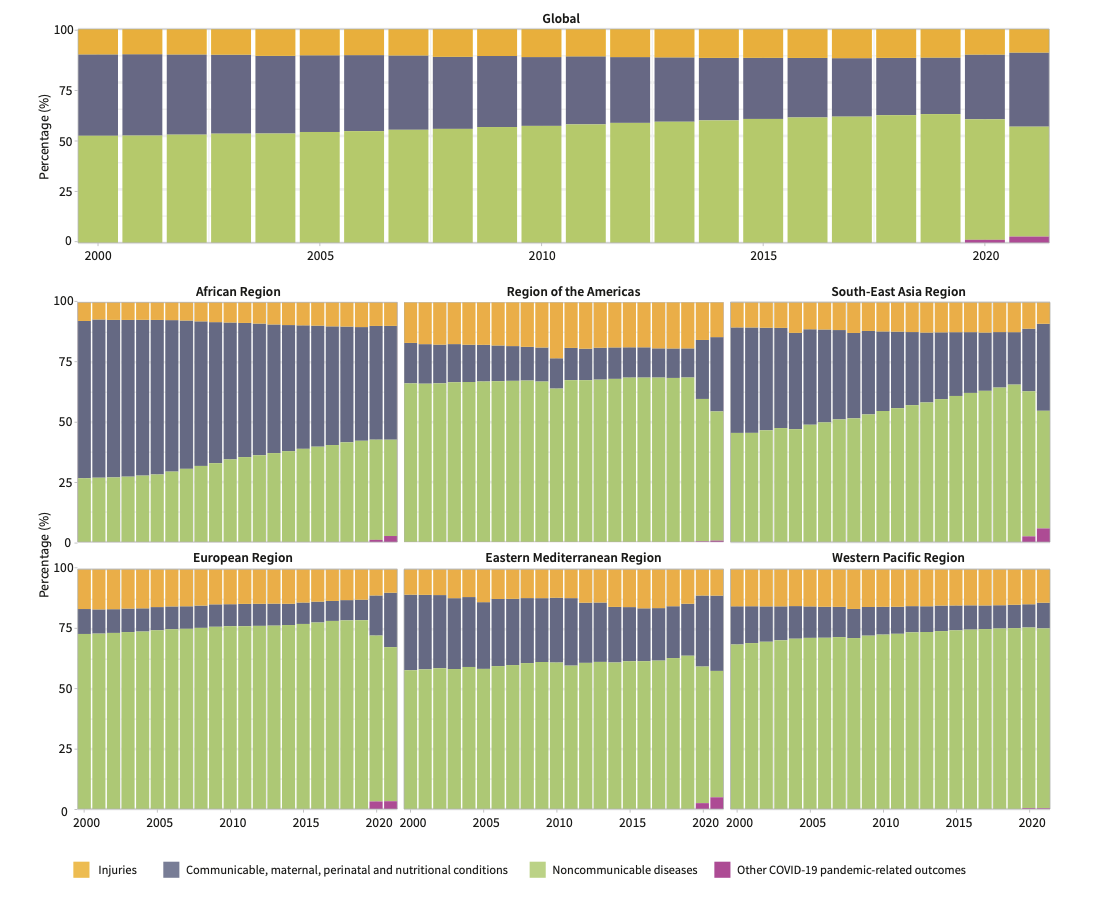 Global
Percentage (%)
100
75
50
25
0
2000 2005 2010 2015 2020
African Region Region of the Americas South-East Asia Region
Percentage (%)
100
75
50
25
0
European Region Eastern Mediterranean Region Western Pacific Region
100
75
50
25
0
2000 2005 2010 2015 2020 2000 2005 2010 2015 2020 2000 2005 2010 2015 2020
Injuries Communicable, maternal, perinatal and nutritional conditions Noncommunicable diseases Other COVID-19 pandemic-related outcomes